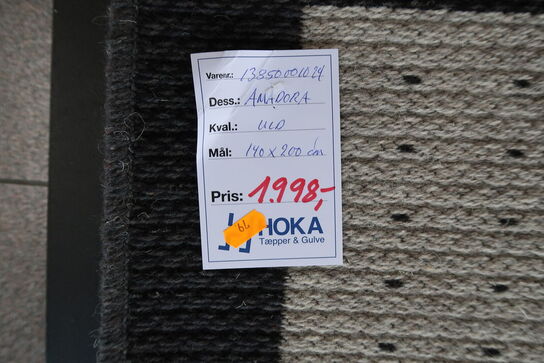 Varenr.: 13850001024
Dess.: AMADORA
Kval.: ULD
Mål: 140 x 200 cm
Pris: 1.998,-
HOKA
Tæpper & Gulve